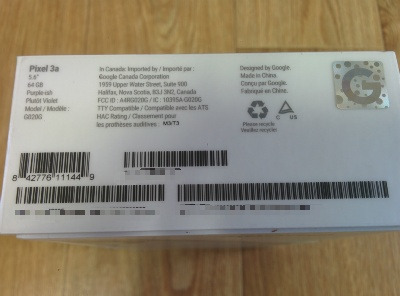 Pixel 3a
5.6"
64 GB
Purple-ish
Plutôt Violet
Model / Modèle :
G020G
In Canada: Imported by / Importé par :
Google Canada Corporation
1959 Upper Water Street, Suite 900
Halifax, Nova Scotia, B3J 3N2, Canada
FCC ID : A4RG020G / IC : 10395A-G020G
TTY Compatible / Compatible avec les ATS
HAC Rating / Classement pour
les prothèses auditives M3/T3
Designed by Google.
Made in China.
Conçu par Google.
Fabriqué en China.
G
C US
Please recycle
Veuillez recycler
8 42776 11144 9